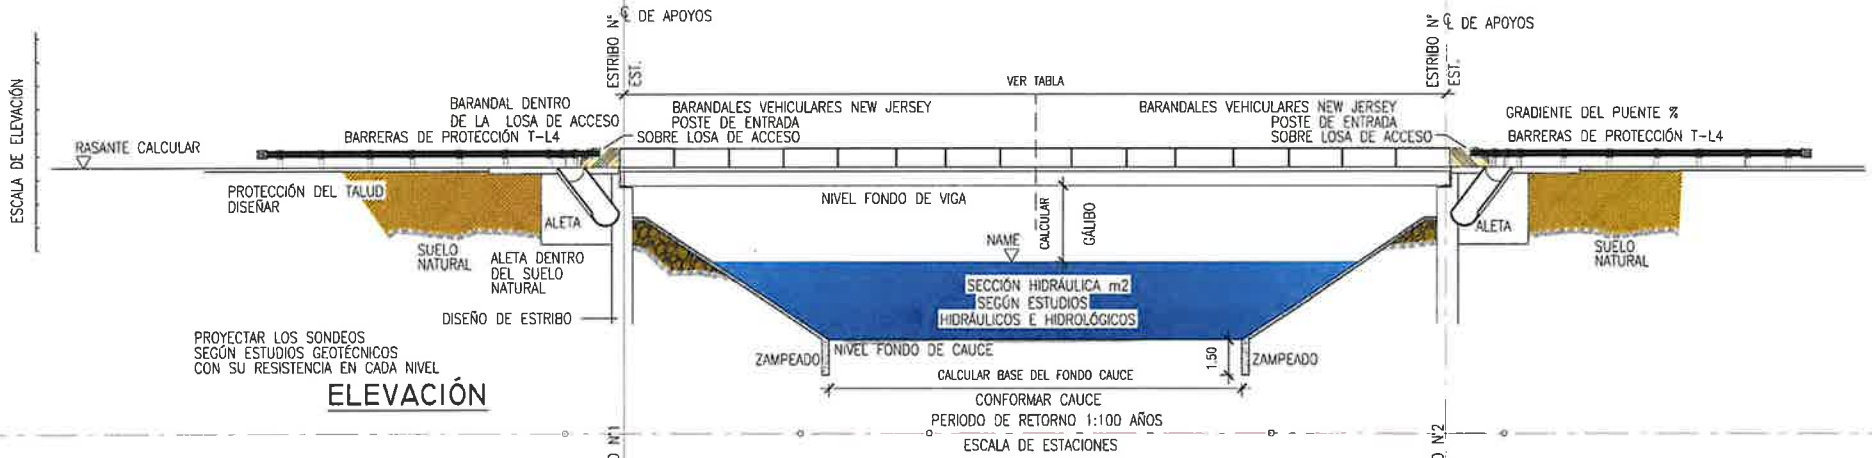 ℄ DE APOYOS
℄ DE APOYOS
ESTRIBO N°
EST.
ESTRIBO N°
EST.
ESCALA DE ELEVACIÓN
VER TABLA
BARANDAL DENTRO
DE LA LOSA DE ACCESO
BARRERAS DE PROTECCIÓN T-L4
BARANDALES VEHICULARES NEW JERSEY
POSTE DE ENTRADA
SOBRE LOSA DE ACCESO
BARANDALES VEHICULARES NEW JERSEY
POSTE DE ENTRADA
SOBRE LOSA DE ACCESO
GRADIENTE DEL PUENTE %
BARRERAS DE PROTECCIÓN T-L4
RASANTE CALCULAR
PROTECCIÓN DEL TALUD
DISEÑAR
NIVEL FONDO DE VIGA
CALCULAR
GÁLIBO
ALETA
ALETA
SUELO
NATURAL
ALETA DENTRO
DEL SUELO
NATURAL
NAME
SUELO
NATURAL
SECCIÓN HIDRÁULICA m2
SEGÚN ESTUDIOS
HIDRÁULICOS E HIDROLÓGICOS
DISEÑO DE ESTRIBO
PROYECTAR LOS SONDEOS
SEGÚN ESTUDIOS GEOTÉCNICOS
CON SU RESISTENCIA EN CADA NIVEL
ZAMPEADO
NIVEL FONDO DE CAUCE
1.50
ZAMPEADO
CALCULAR BASE DEL FONDO CAUCE
ELEVACIÓN
CONFORMAR CAUCE
PERIODO DE RETORNO 1:100 AÑOS
ESCALA DE ESTACIONES
O N°1
O N°2